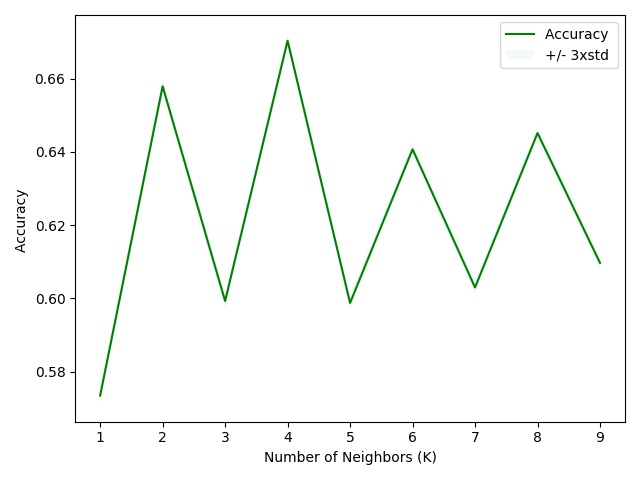 Accuracy
+/- 3xstd
0.66
0.64
0.62
0.60
0.58
Accuracy
1 2 3 4 5 6 7 8 9
Number of Neighbors (K)